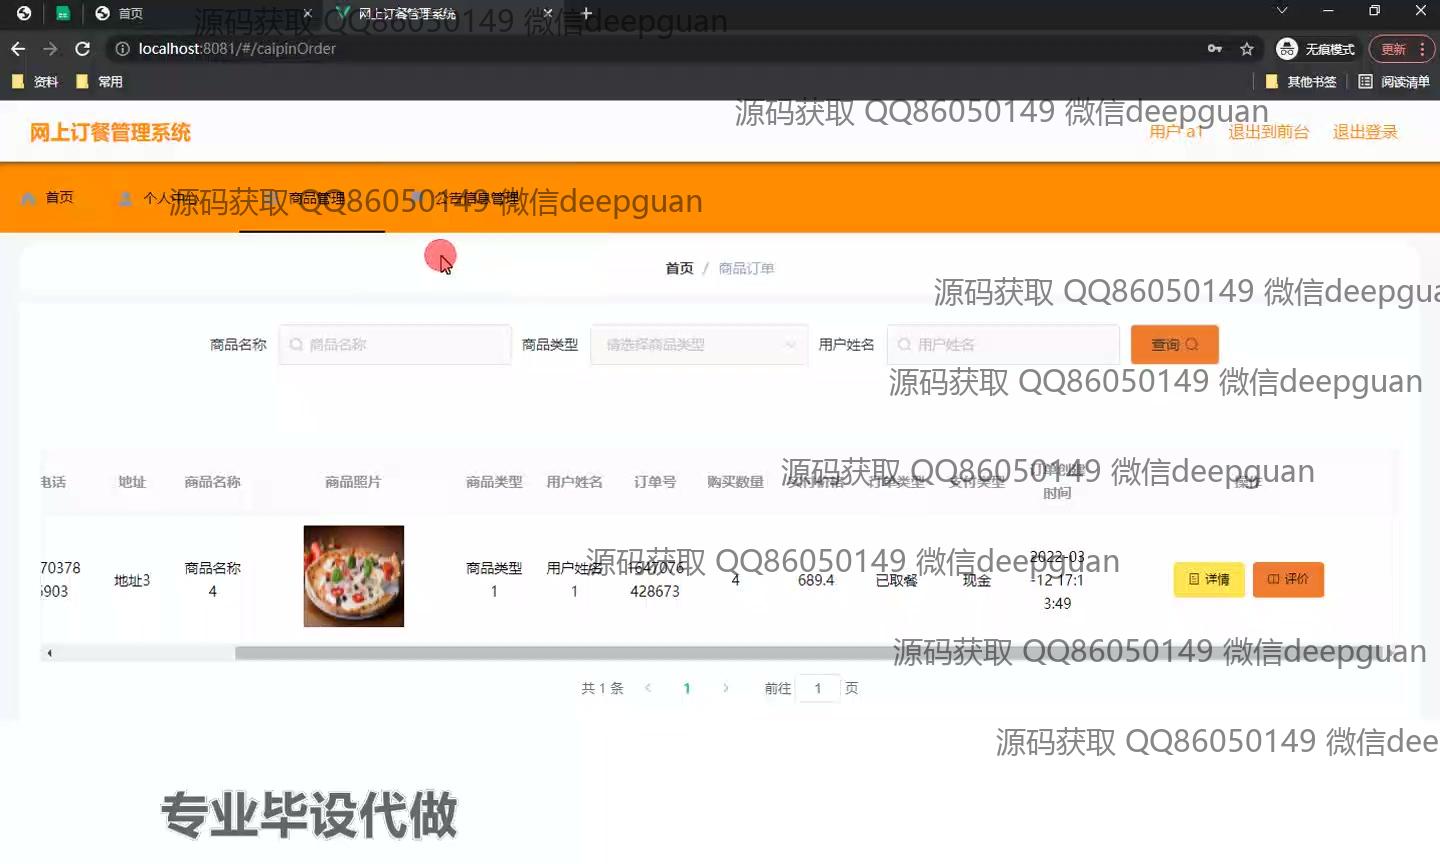 首页
网上订餐管理系统
源码获取 QQ86050149 微信deepguan
localhost:8081/#/caipinOrder
无痕模式
更新
资料
常用
其他书签
阅读清单
源码获取 QQ86050149 微信deepguan
网上订餐管理系统
用户 a1
退出到前台
退出登录
首页
个人中心
商品管理
公告信息管理
源码获取 QQ86050149 微信deepguan
首页 / 商品订单
源码获取 QQ86050149 微信deepgua
商品名称
商品名称
商品类型
请选择商品类型
用户姓名
用户姓名
查询
源码获取 QQ86050149 微信deepguan
源码获取 QQ86050149 微信deepguan
电话
地址
商品名称
商品照片
商品类型
用户姓名
订单号
购买数量
支付价格
订单类型
支付类型
订单创建
时间
操作
源码获取 QQ86050149 微信deepguan
70378
903
地址3
商品名称
4
商品类型
1
用户姓名
1
1647076
428673
4
689.4
已取餐
现金
2022-03
-12 17:1
3:49
详情
评价
源码获取 QQ86050149 微信deepguan
共 1 条
1
前往 1 页
源码获取 QQ86050149 微信dee
专业毕设代做